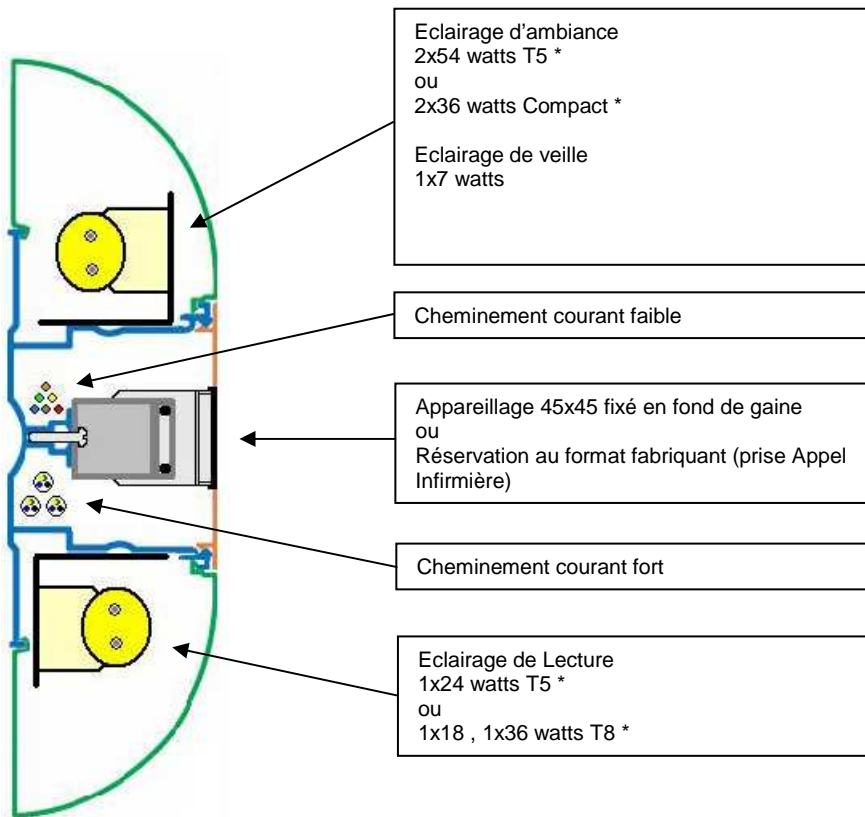 Eclairage d'ambiance
2x54 watts T5 *
ou
2x36 watts Compact *
Eclairage de veille
1x7 watts
Cheminement courant faible
Appareillage 45x45 fixé en fond de gaine
ou
Réservation au format fabriquant (prise Appel
Infirmière)
Cheminement courant fort
Eclairage de Lecture
1x24 watts T5 *
ou
1x18 , 1x36 watts T8 *